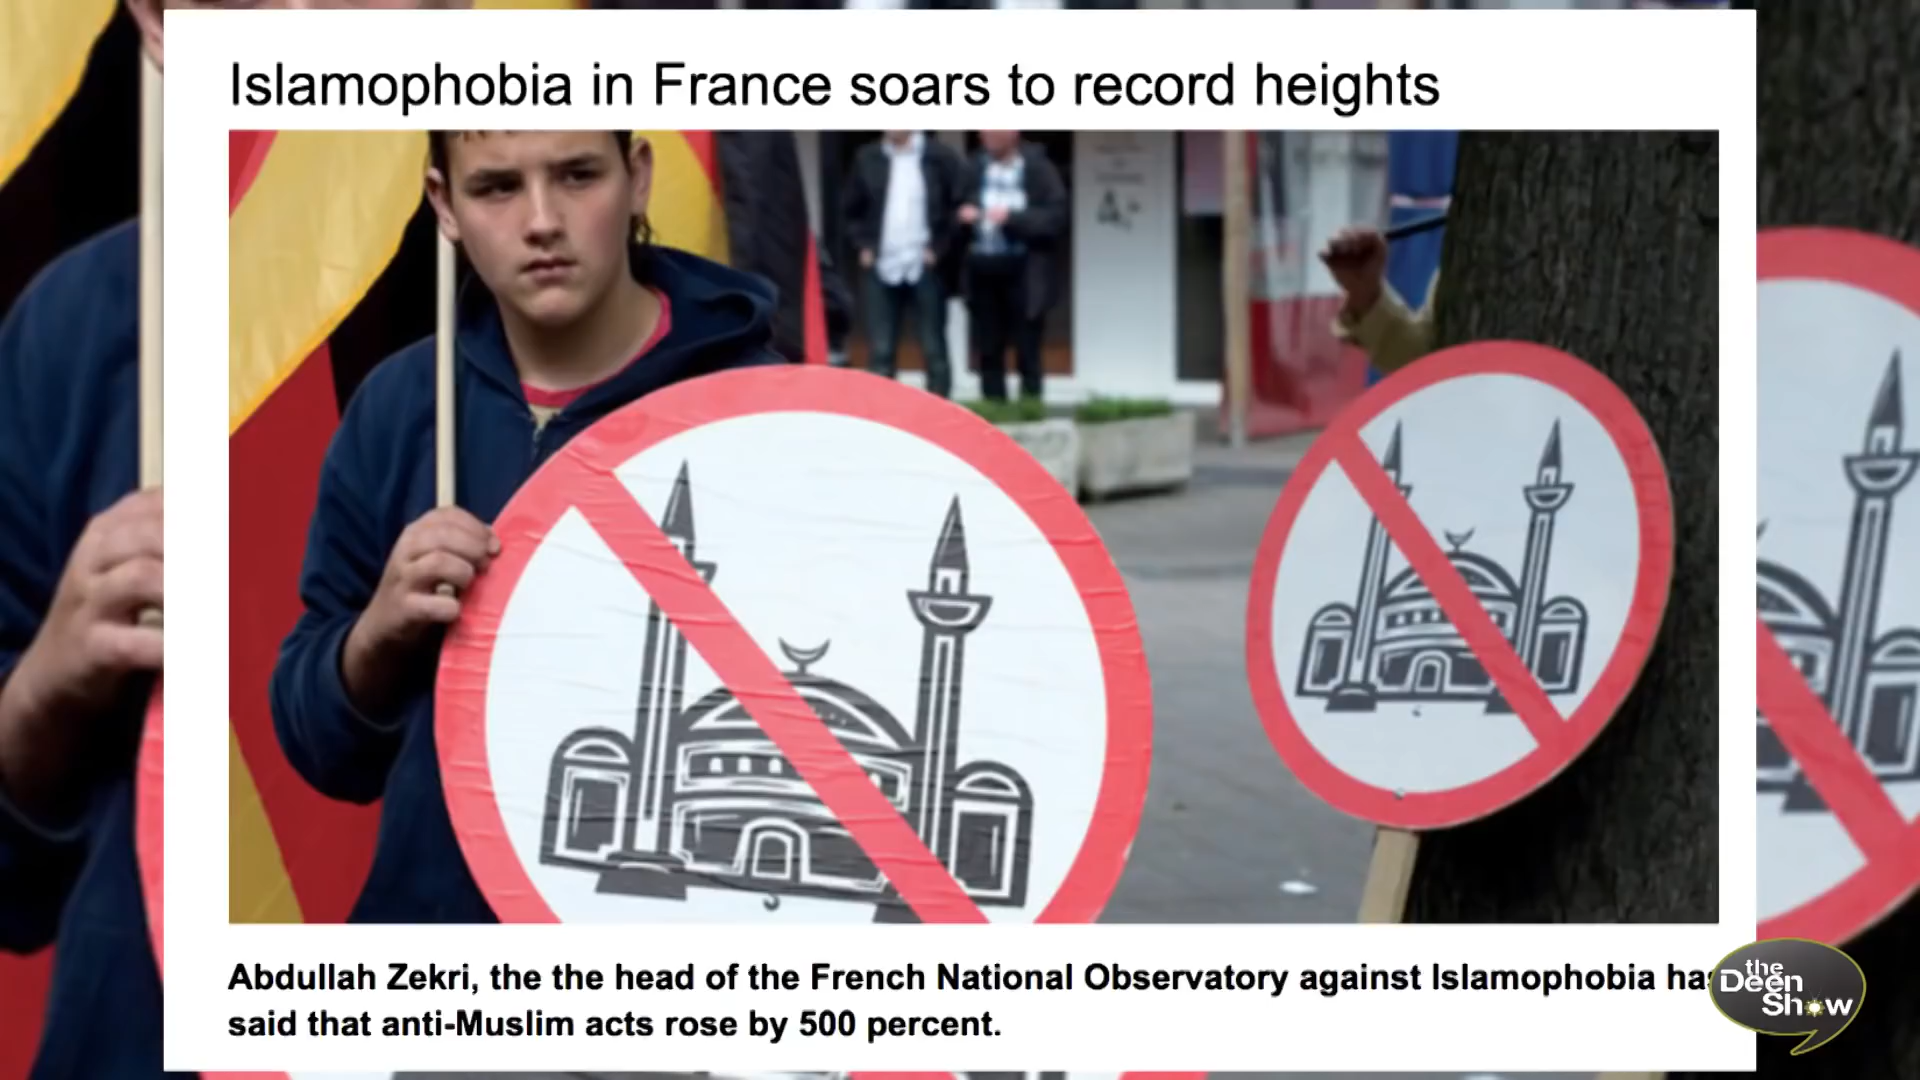 Islamophobia in France soars to record heights
Abdullah Zekri, the the head of the French National Observatory against Islamophobia has
said that anti-Muslim acts rose by 500 percent.
the
Deen
Show